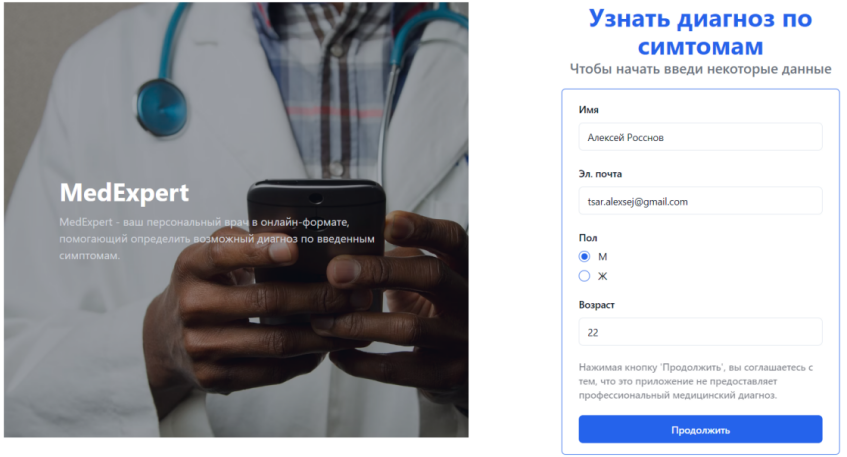 MedExpert
MedExpert - ваш персональный врач в онлайн-формате,
помогающий определить возможный диагноз по введенным
симптомам.
Узнать диагноз по
симтомам
Чтобы начать введи некоторые данные
Имя
Алексей Росснов
Эл. почта
tsar.alexsej@gmail.com
Пол
М
Ж
Возраст
22
Нажимая кнопку 'Продолжить', вы соглашаетесь с
тем, что это приложение не предоставляет
профессиональный медицинский диагноз.
Продолжить